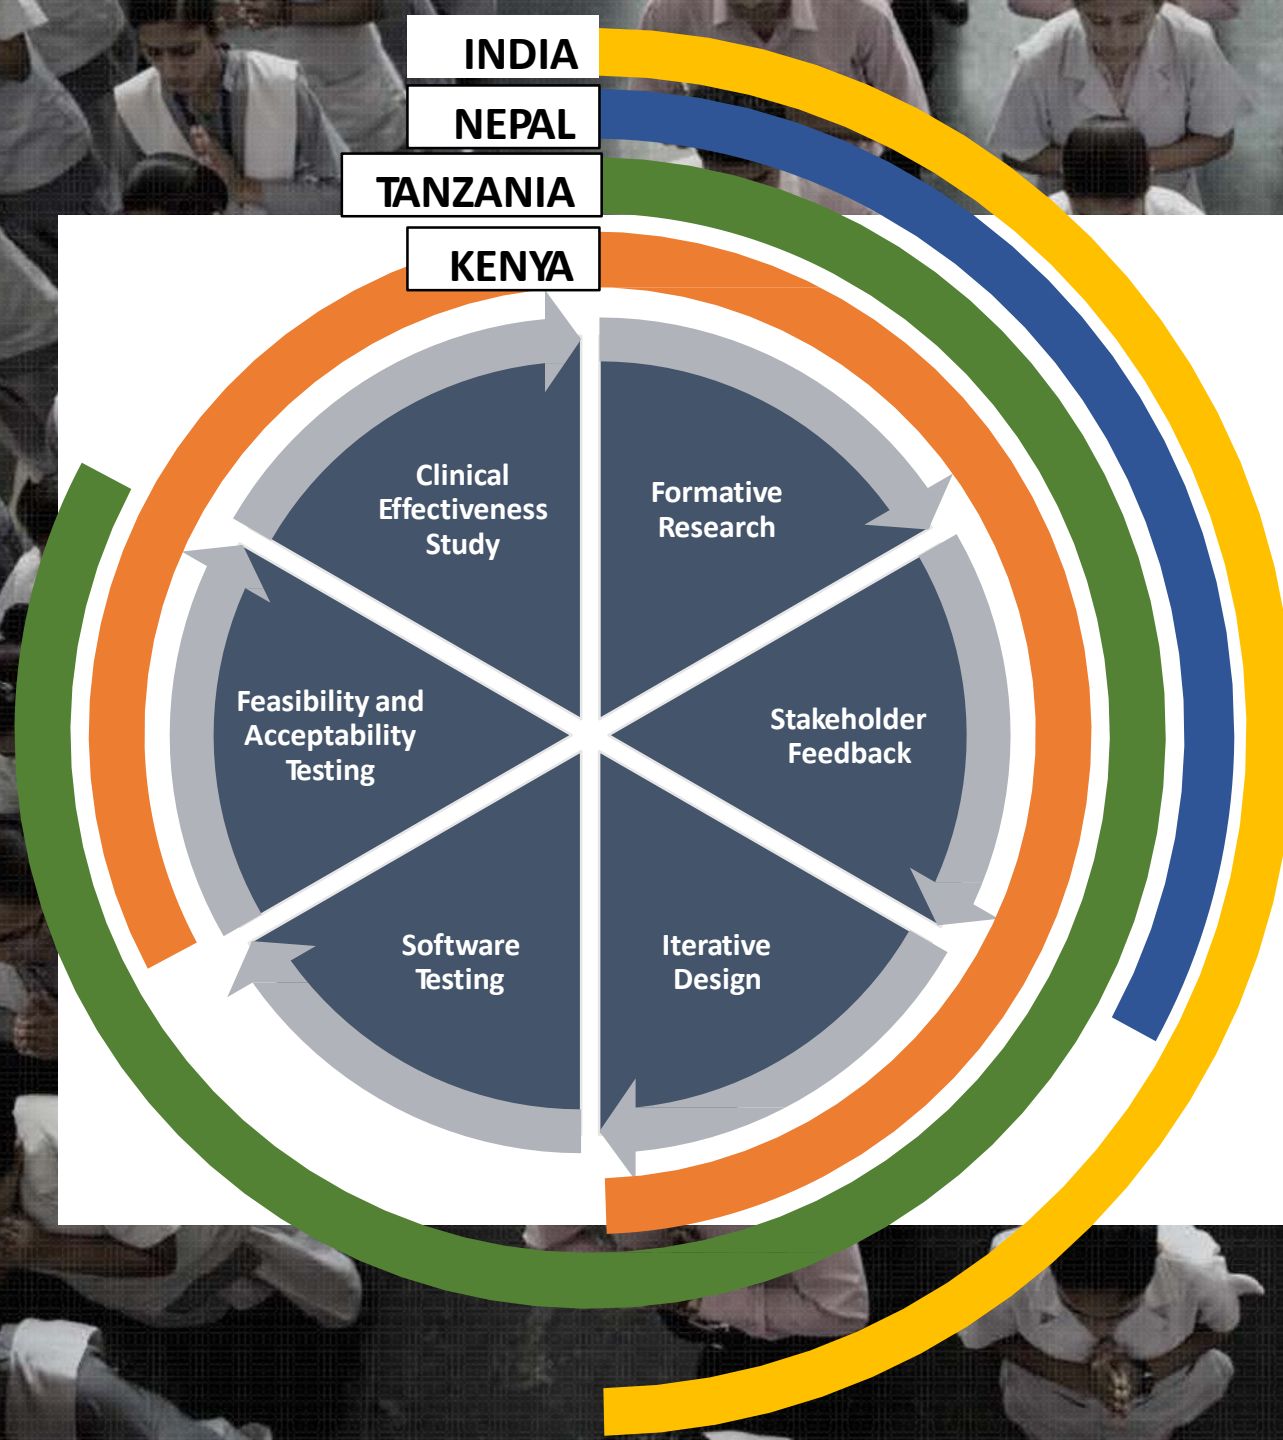 INDIA
NEPAL
TANZANIA
KENYA
Clinical
Effectiveness
Study
Formative
Research
Feasibility and
Acceptability
Testing
Stakeholder
Feedback
Software
Testing
Iterative
Design